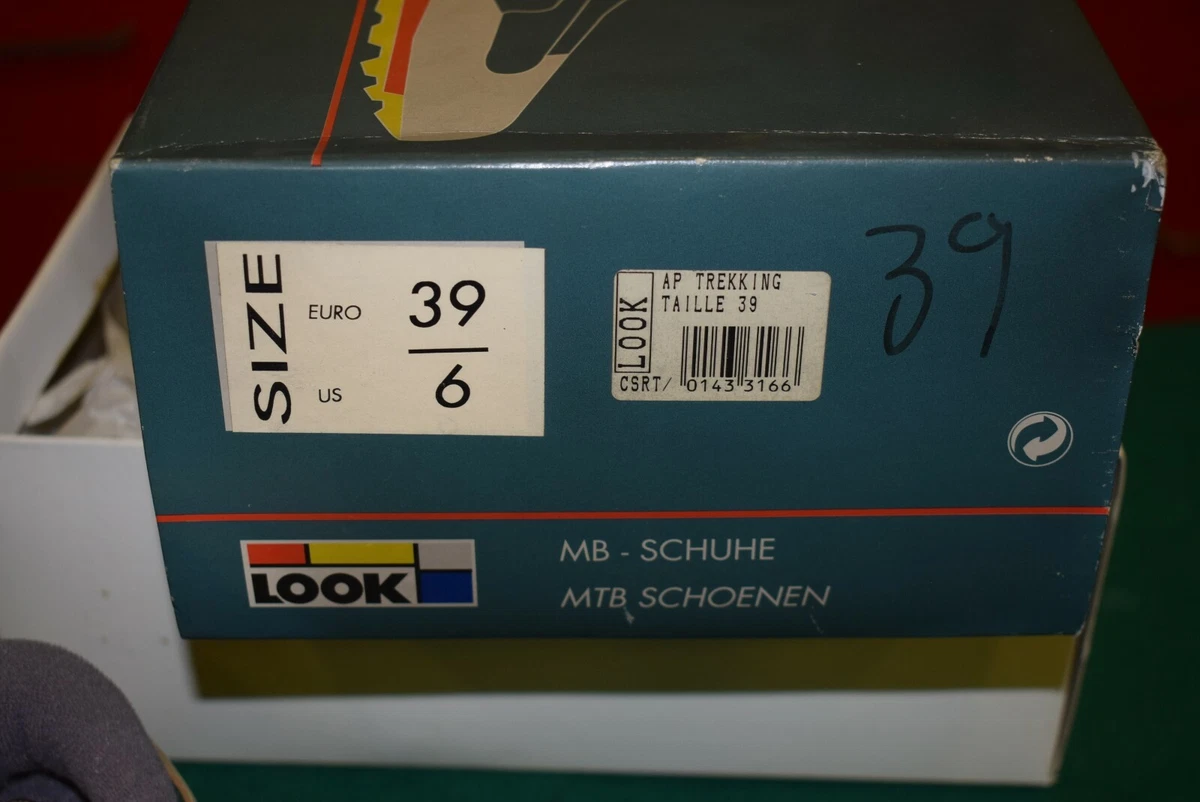 SIZE
EURO 39
US 6
LOOK
AP TREKKING
TAILLE 39
CSRT/ 0143 3166
39
LOOK
MB - SCHUHE
MTB SCHOENEN